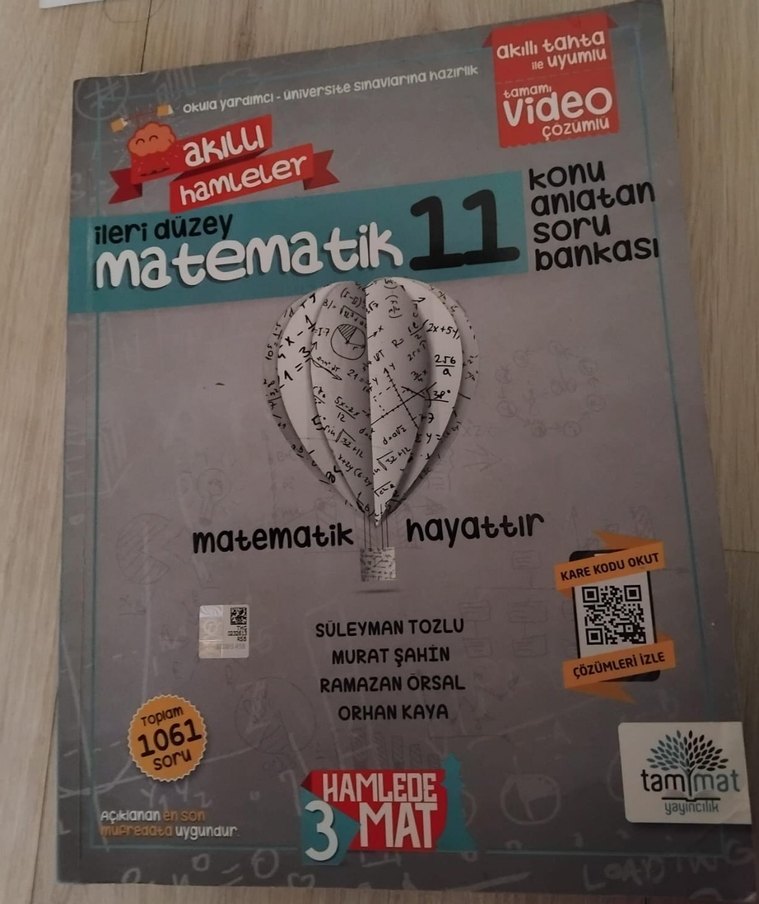 okula yardımcı - üniversite sınavlarına hazırlık
akıllı tahta
ile uyumlu
tamamı
video
çözümlü
akıllı
hamleler
ileri düzey
matematik 11
konu
anlatan
soru
bankası
matematik hayattır
SÜLEYMAN TOZLU
MURAT ŞAHİN
RAMAZAN ÖRSAL
ORHAN KAYA
KARE KODU OKUT
ÇÖZÜMLERİ İZLE
Toplam
1061
soru
Açıklanan en son
müfredata uygundur
3 HAMLEDE
MAT
tammat
yayıncılık
LOADING